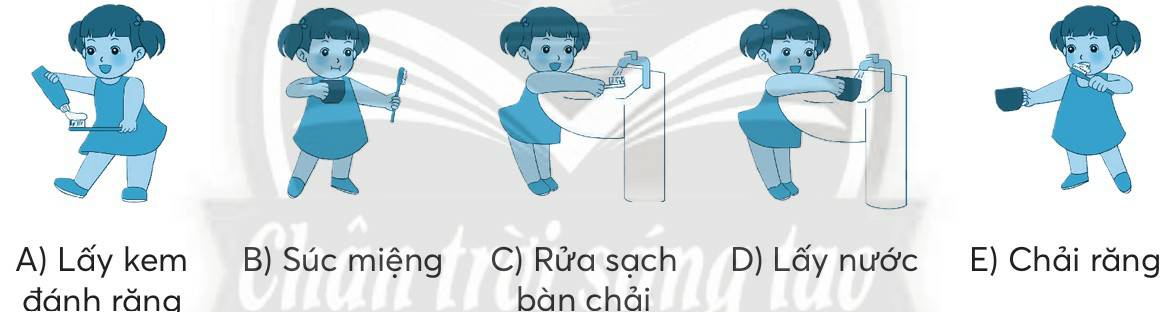 Chân trời sáng tạo
A) Lấy kem
đánh răng
B) Súc miệng
C) Rửa sạch
bàn chải
D) Lấy nước
E) Chải răng